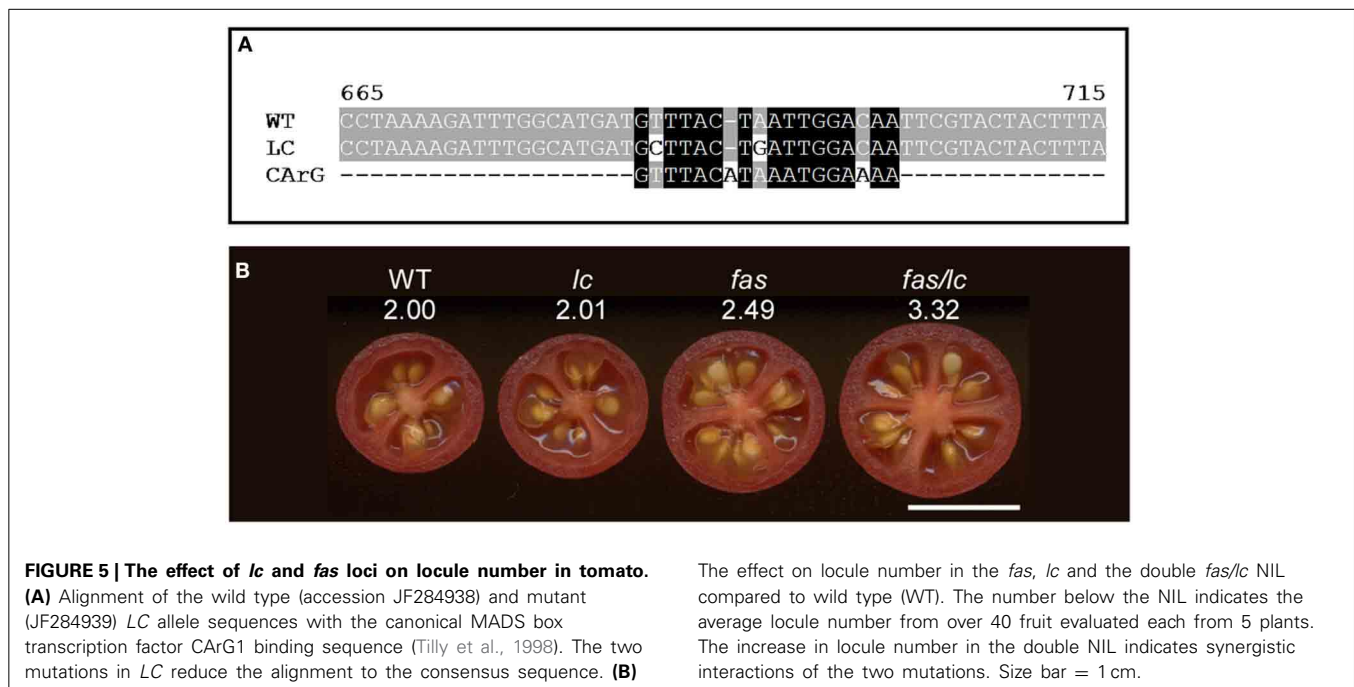 A
665 715
WT CCTAAAAGATTTGGCATGATGTTTAC-TAATTGGACAATTCGTACTACTTTA
LC CCTAAAAGATTTGGCATGATGCTTAC-TGATTGGACAATTCGTACTACTTTA
CArG --------------------GTTTACATAAATGGAAAA--------------
B
WT lc fas fas/lc
2.00 2.01 2.49 3.32
FIGURE 5 | The effect of lc and fas loci on locule number in tomato.
(A) Alignment of the wild type (accession JF284938) and mutant
(JF284939) LC allele sequences with the canonical MADS box
transcription factor CArG1 binding sequence (Tilly et al., 1998). The two
mutations in LC reduce the alignment to the consensus sequence. (B)
The effect on locule number in the fas, lc and the double fas/lc NIL
compared to wild type (WT). The number below the NIL indicates the
average locule number from over 40 fruit evaluated each from 5 plants.
The increase in locule number in the double NIL indicates synergistic
interactions of the two mutations. Size bar = 1 cm.